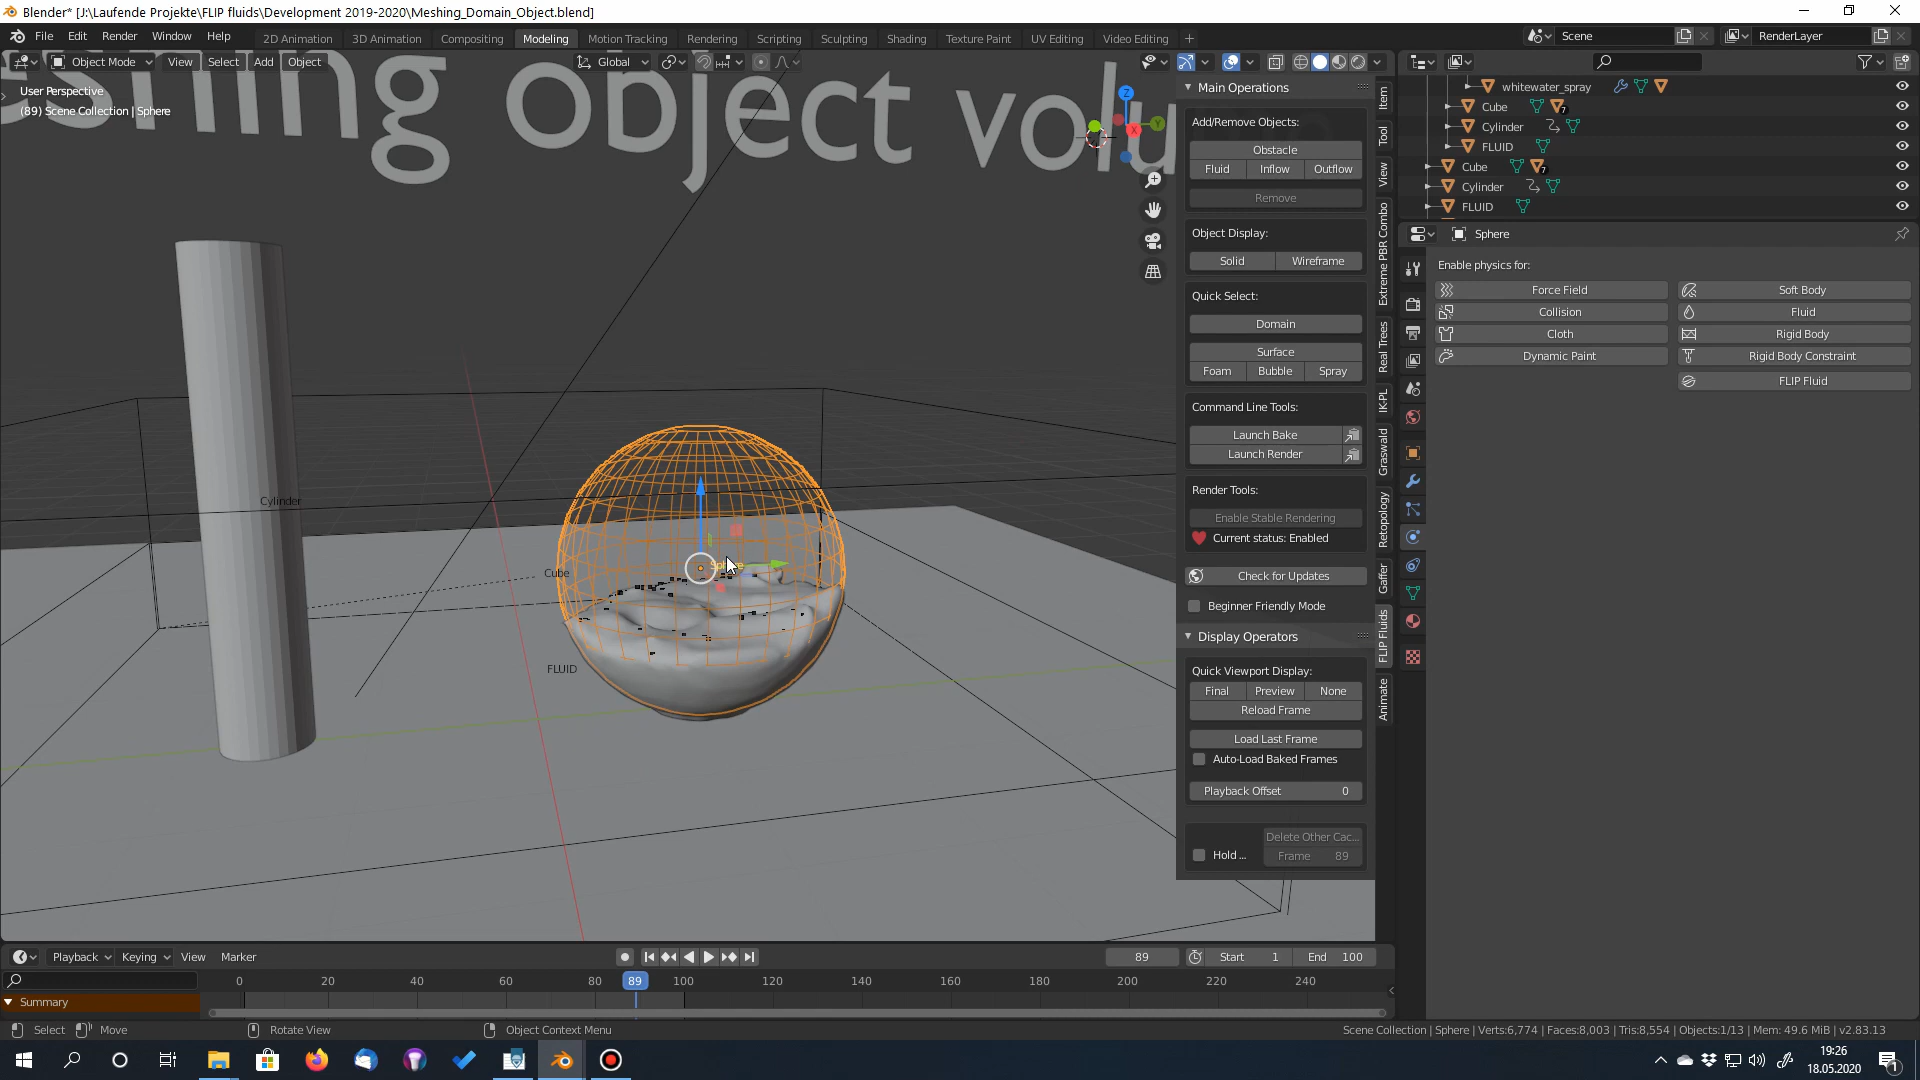 Blender* [J:\Laufende Projekte\FLIP fluids\Development 2019-2020\Meshing_Domain_Object.blend]
File Edit Render Window Help
2D Animation 3D Animation Compositing Modeling Motion Tracking Rendering Scripting Sculpting Shading Texture Paint UV Editing Video Editing +
Scene
RenderLayer
Object Mode View Select Add Object
Global
User Perspective
(89) Scene Collection | Sphere
object
Z
Y
X
Cylinder
Cube
Sphere
FLUID
Main Operations
Add/Remove Objects:
Obstacle
Fluid Inflow Outflow
Remove
Object Display:
Solid Wireframe
Quick Select:
Domain
Surface
Foam Bubble Spray
Command Line Tools:
Launch Bake
Launch Render
Render Tools:
Enable Stable Rendering
Current status: Enabled
Check for Updates
Beginner Friendly Mode
Display Operators
Quick Viewport Display:
Final Preview None
Reload Frame
Load Last Frame
Auto-Load Baked Frames
Playback Offset 0
Delete Other Cac...
Hold ...
Frame 89
Item
Tool
View
Extreme PBR Combo
Real Trees
IK-PL
Graswald
Retopology
Gaffer
FLIP Fluids
Animate
whitewater_spray
Cube 7
Cylinder
FLUID
Cube 7
Cylinder
FLUID
Sphere
Enable physics for:
Force Field Soft Body
Collision Fluid
Cloth Rigid Body
Dynamic Paint Rigid Body Constraint
FLIP Fluid
Playback Keying View Marker
89 Start 1 End 100
0 20 40 60 80 89 100 120 140 160 180 200 220 240
Summary
Select Move Rotate View Object Context Menu
Scene Collection | Sphere | Verts:6,774 | Faces:8,003 | Tris:8,554 | Objects:1/13 | Mem: 49.6 MiB | v2.83.13
19:26
18.05.2020
1